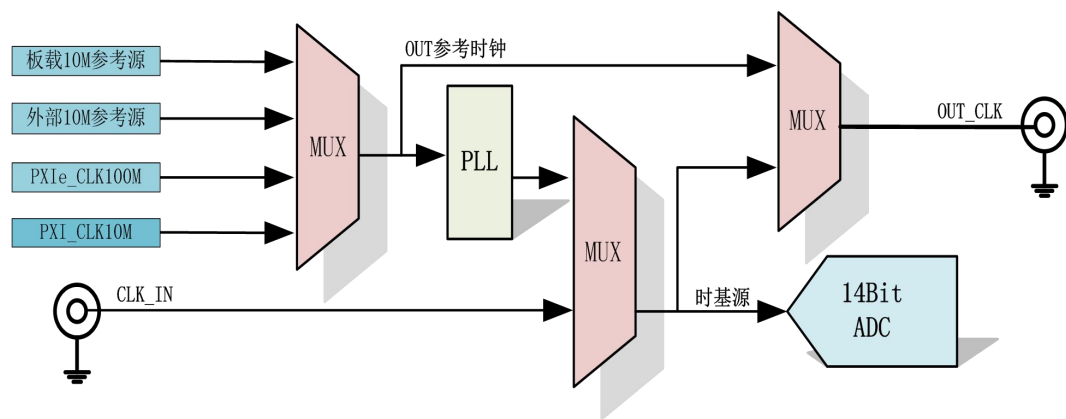 板载10M参考源
外部10M参考源
PXIe_CLK100M
PXI_CLK10M
MUX
OUT参考时钟
PLL
MUX
MUX
OUT_CLK
CLK_IN
时基源
14Bit
ADC